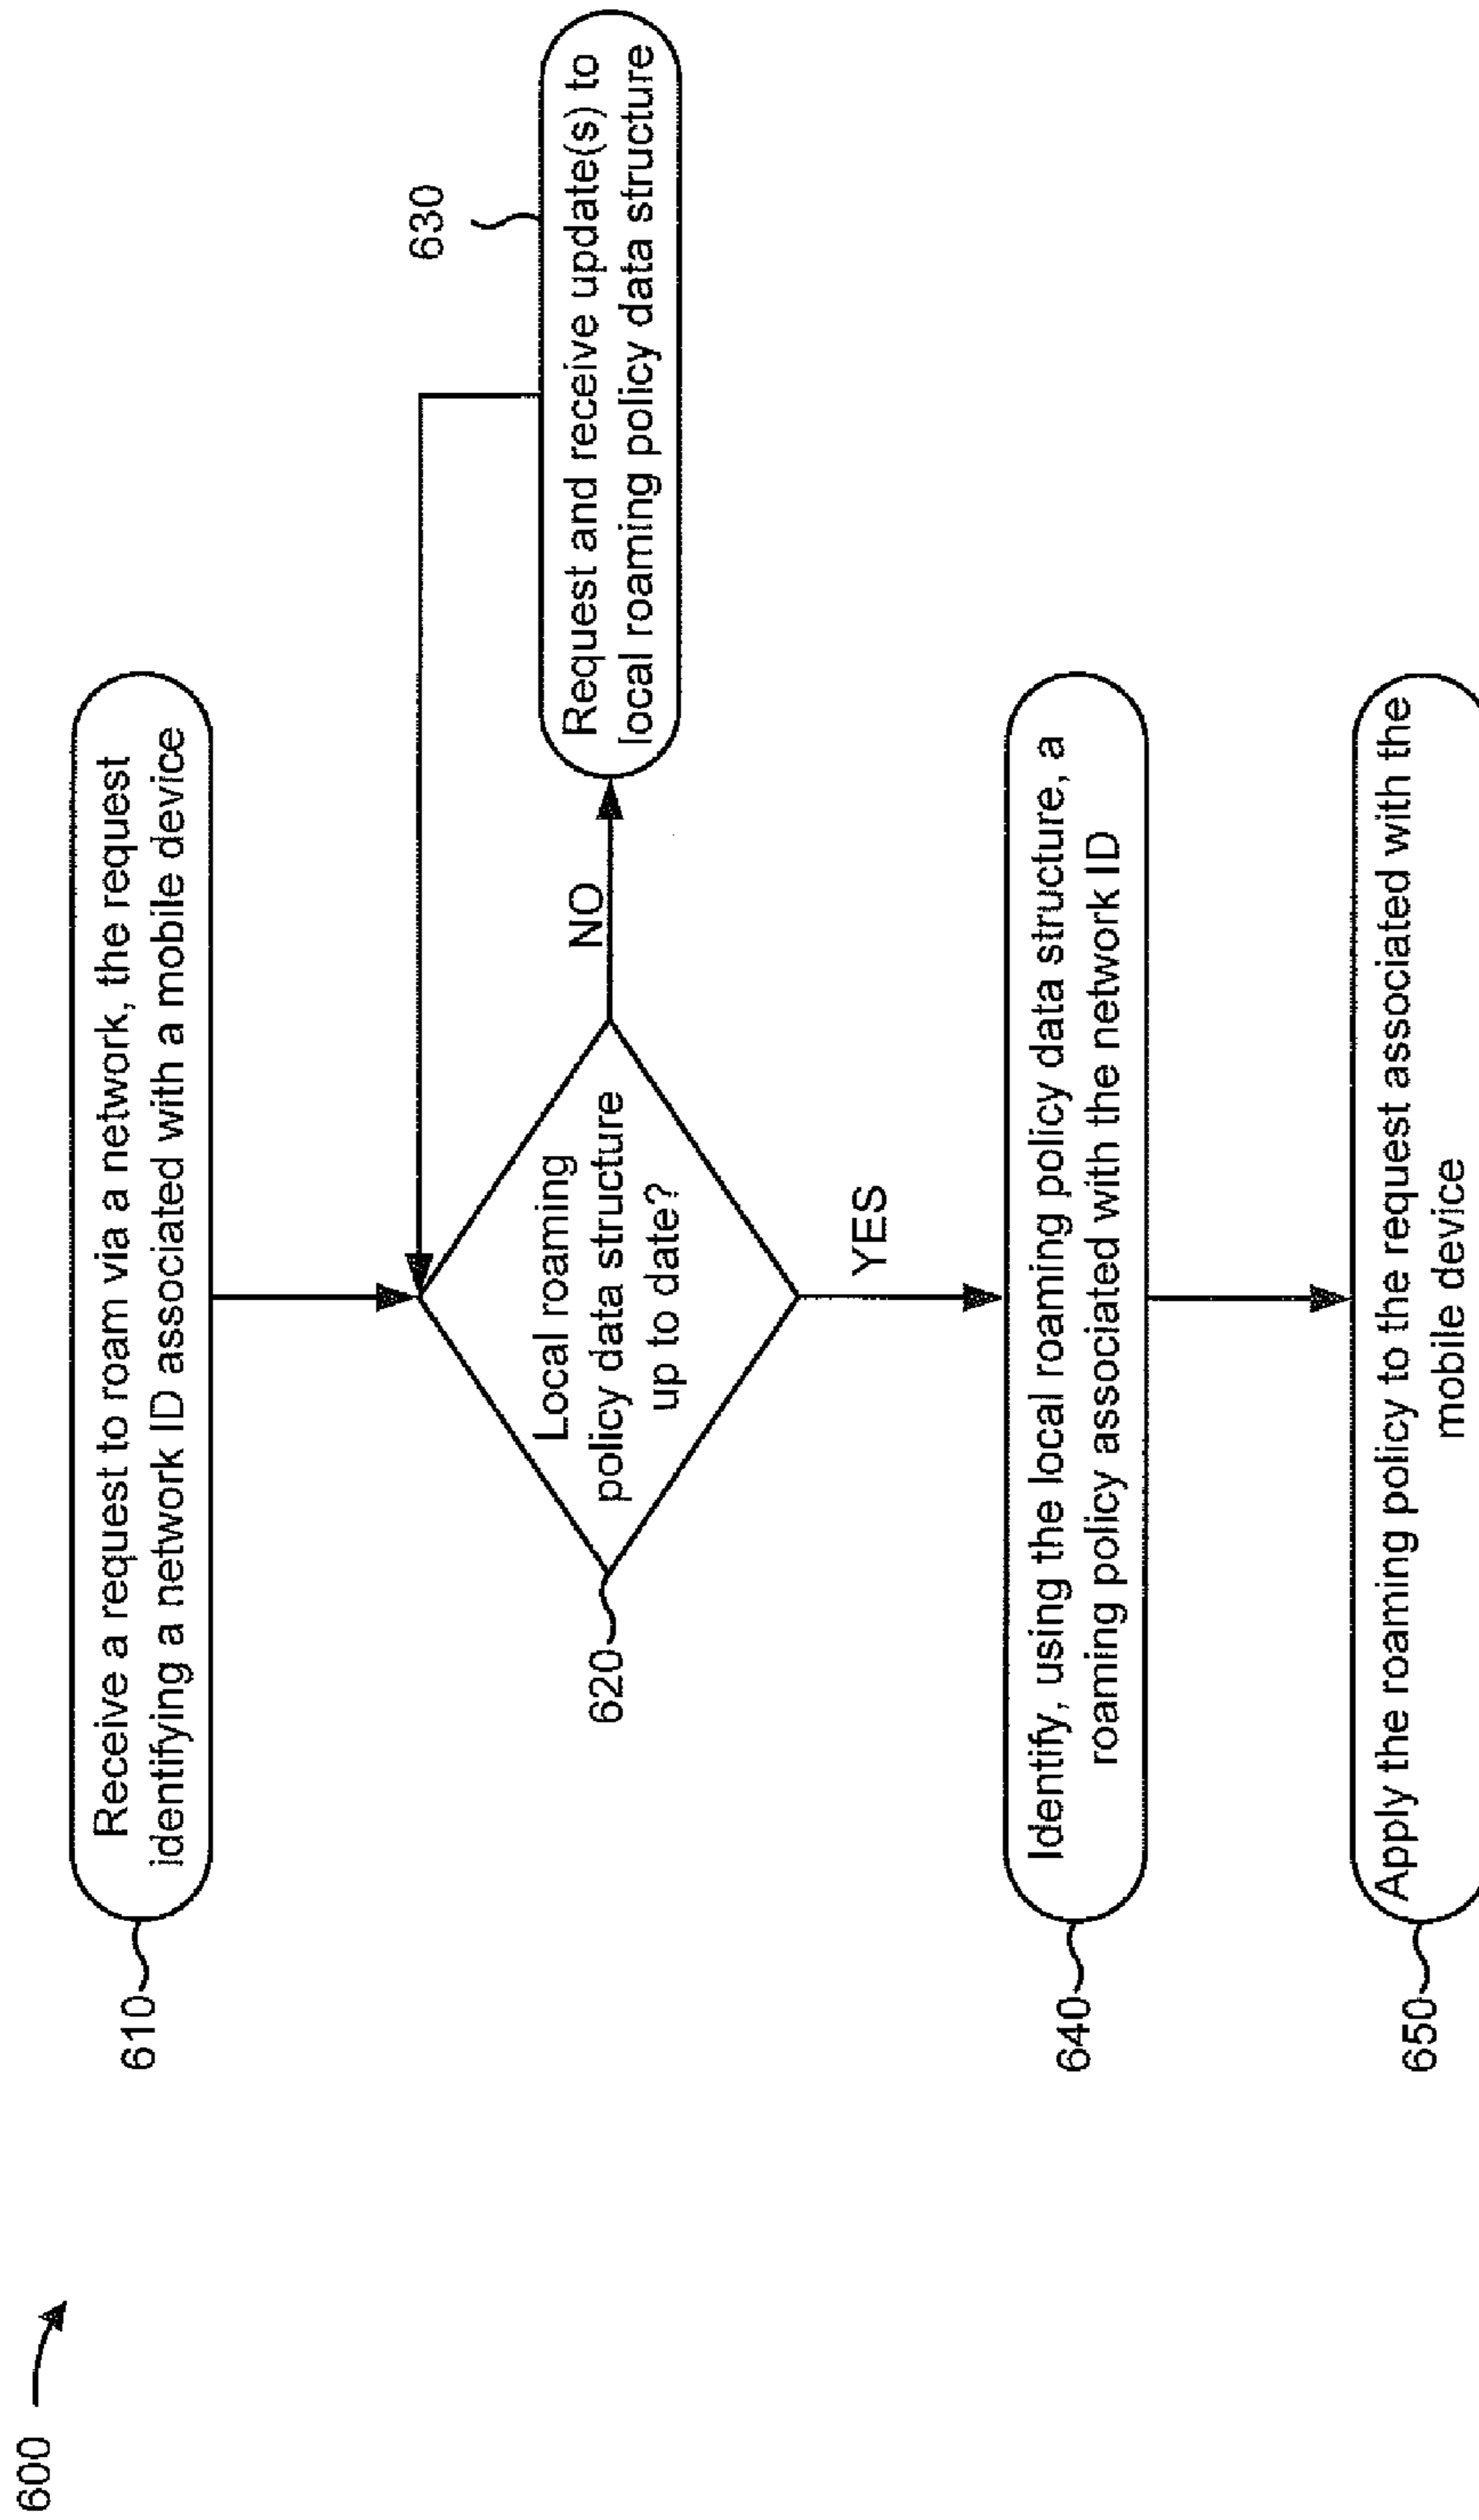 600
610
Receive a request to roam via a network, the request
identifying a network ID associated with a mobile device
620
Local roaming
policy data structure
up to date?
NO
630
Request and receive update(s) to
local roaming policy data structure
YES
640
Identify, using the local roaming policy data structure, a
roaming policy associated with the network ID
650
Apply the roaming policy to the request associated with the
mobile device